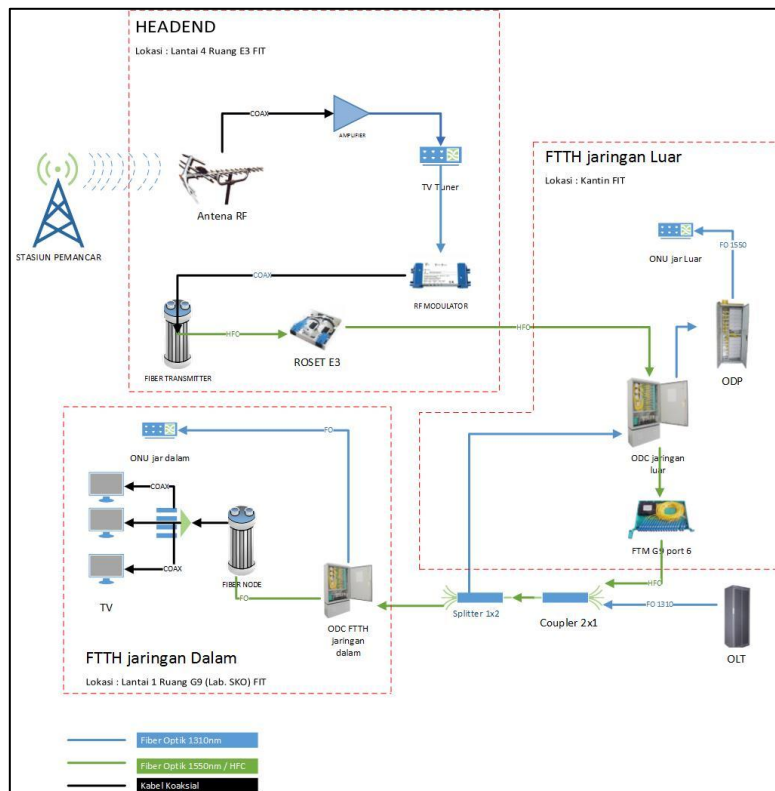 HEADEND
Lokasi : Lantai 4 Ruang E3 FIT
COAX
AMPLIFIER
TV Tuner
Antena RF
STASIUN PEMANCAR
COAX
RF MODULATOR
HFO
ROSET E3
FIBER TRANSMITTER
HFO
FTTH jaringan Luar
Lokasi : Kantin FIT
FO 1550
ONU jar Luar
ODP
ODC jaringan
luar
FTM G9 port 6
HFO
FO
ONU jar dalam
COAX
COAX
TV
FIBER NODE
FO
ODC FTTH
jaringan
dalam
Splitter 1x2
Coupler 2x1
FO 1310
OLT
FTTH jaringan Dalam
Lokasi : Lantai 1 Ruang G9 (Lab. SKO) FIT
Fiber Optik 1310nm
Fiber Optik 1550nm / HFC
Kabel Koaksial